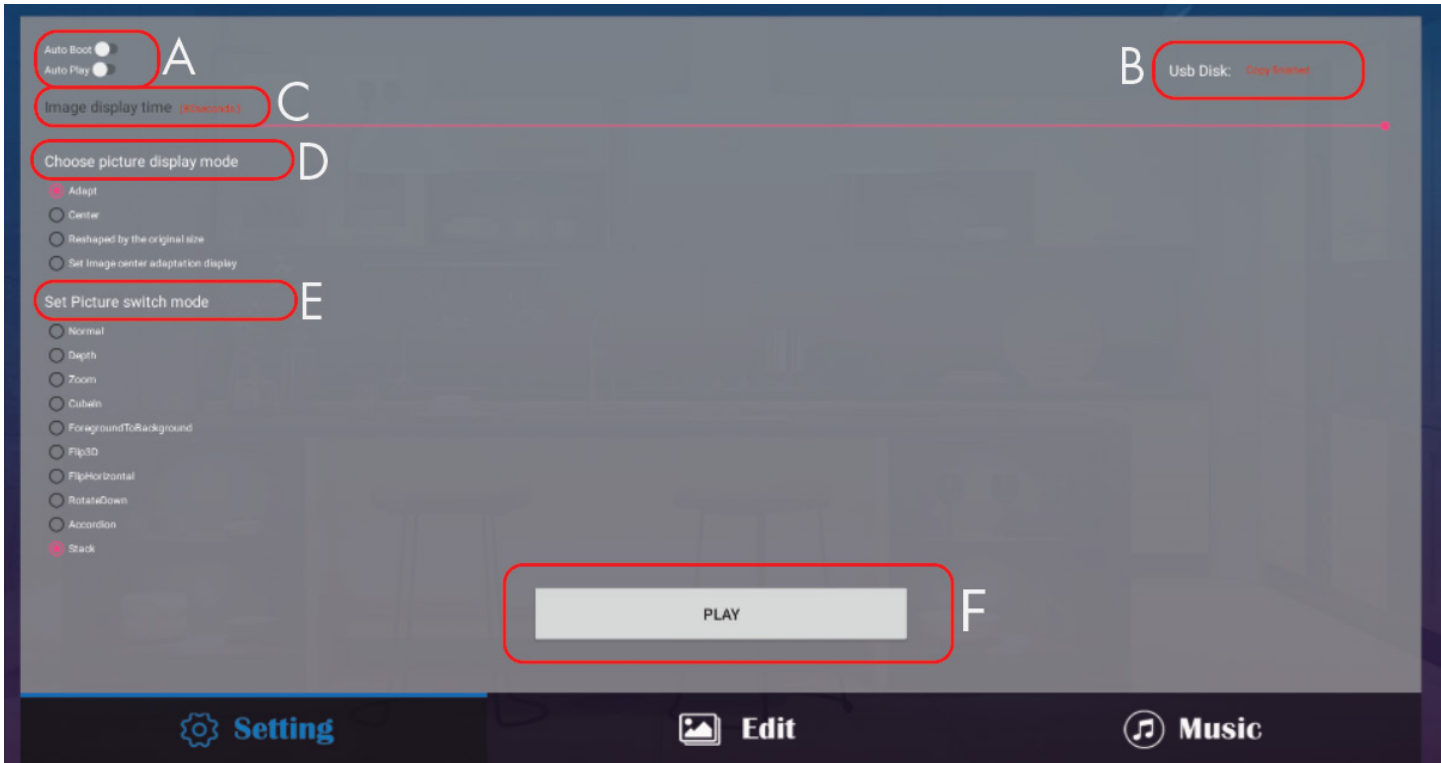 Auto Boot
A
Auto Play
B
Usb Disk: Copy finished
Image display time
C
Choose picture display mode
D
Adapt
Center
Reshaped by the original size
Set Image center adaptation display
Set Picture switch mode
E
Normal
Depth
Zoom
CubeIn
ForegroundToBackground
Flip3D
FlipHorizontal
RotateDown
Accordion
Stack
PLAY
F
Setting
Edit
Music